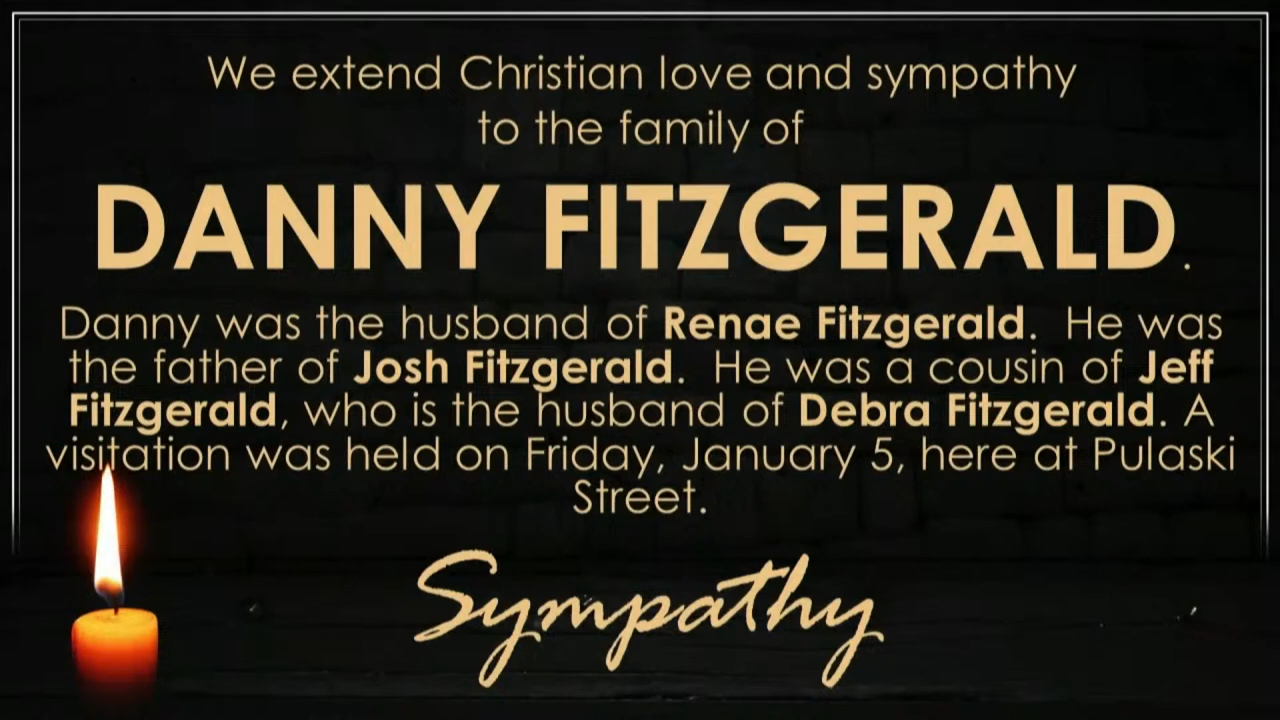 We extend Christian love and sympathy
to the family of
DANNY FITZGERALD.
Danny was the husband of Renae Fitzgerald.  He was
the father of Josh Fitzgerald.  He was a cousin of Jeff
Fitzgerald, who is the husband of Debra Fitzgerald. A
visitation was held on Friday, January 5, here at Pulaski
Street.
Sympathy